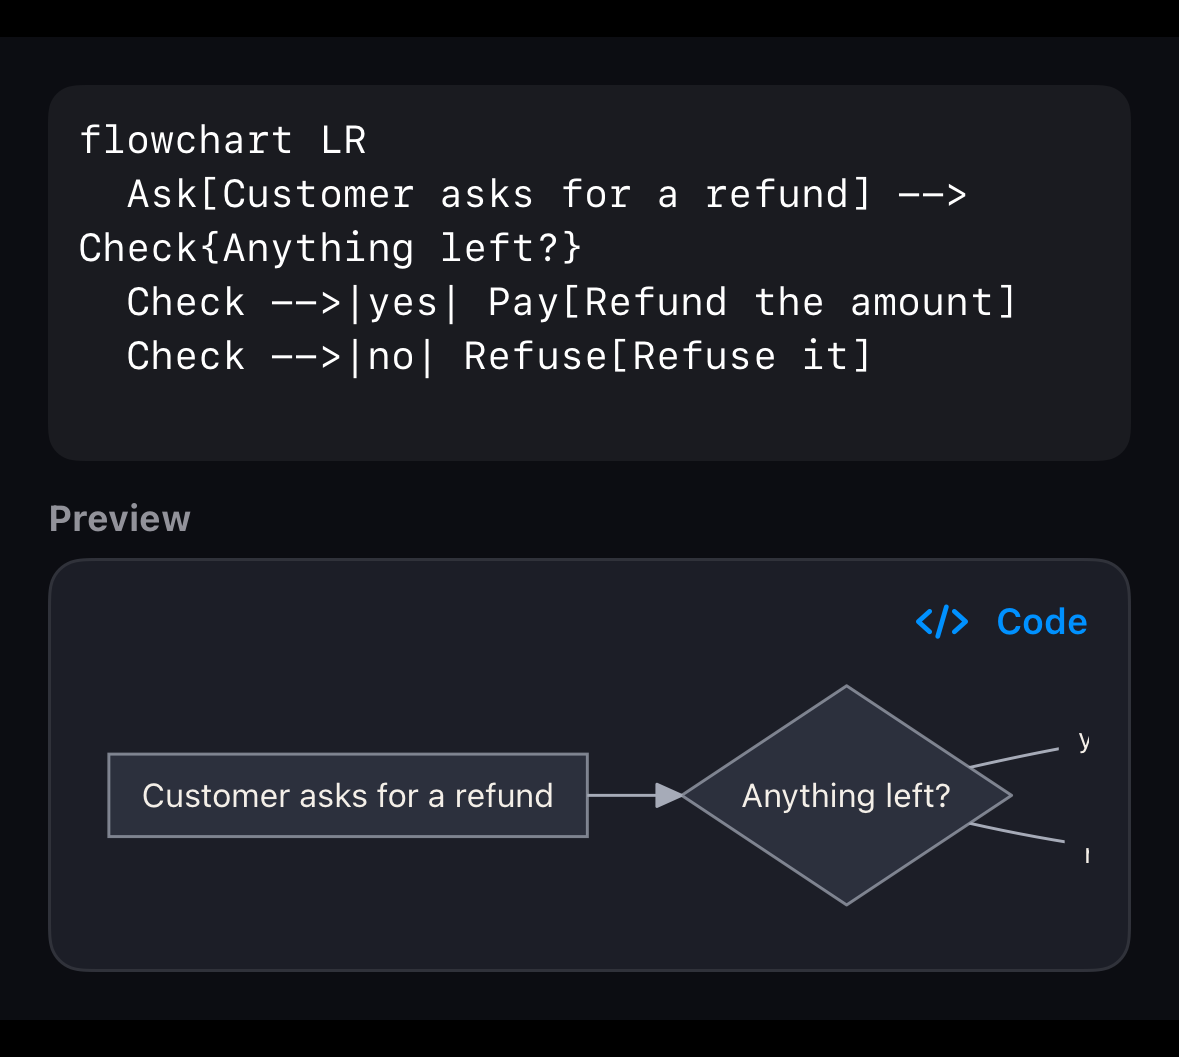 flowchart LR
  Ask[Customer asks for a refund] -->
Check{Anything left?}
  Check -->|yes| Pay[Refund the amount]
  Check -->|no| Refuse[Refuse it]
Preview
</> Code
Customer asks for a refund
Anything left?